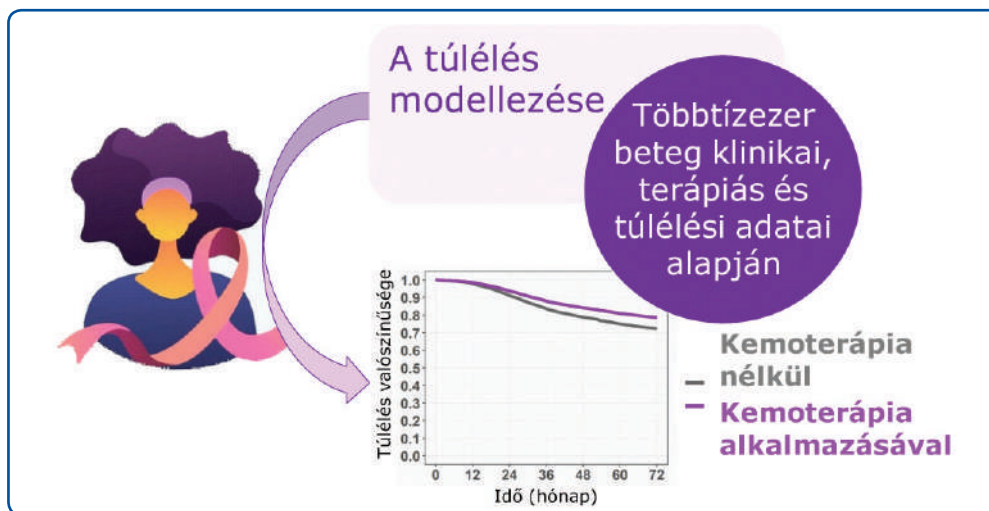 A túlélés
modellezése
Többtízezer
beteg klinikai,
terápiás és
túlélési adatai
alapján
Túlélés valószínűsége
1.0
0.9
0.8
0.7
0.6
0.5
0.4
0.3
0.2
0.1
0.0
0 12 24 36 48 60 72
Idő (hónap)
Kemoterápia
nélkül
Kemoterápia
alkalmazásával